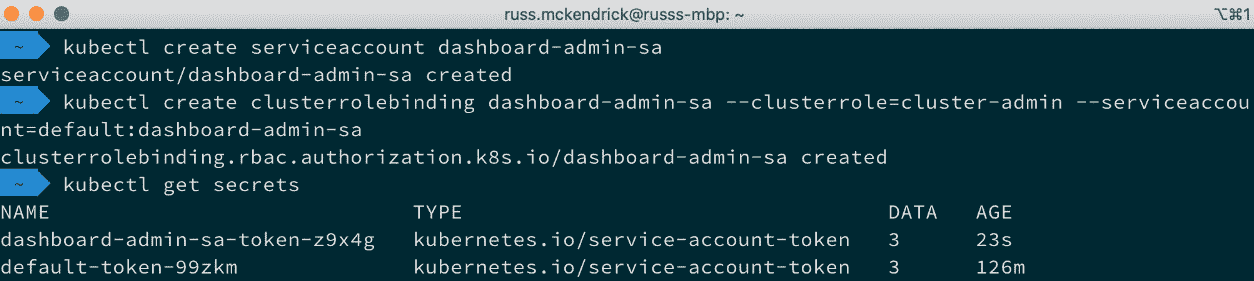 russ.mckendrick@russs-mbp: ~
⌥⌘1
~ kubectl create serviceaccount dashboard-admin-sa
serviceaccount/dashboard-admin-sa created
~ kubectl create clusterrolebinding dashboard-admin-sa --clusterrole=cluster-admin --serviceaccou
nt=default:dashboard-admin-sa
clusterrolebinding.rbac.authorization.k8s.io/dashboard-admin-sa created
~ kubectl get secrets
NAME TYPE DATA AGE
dashboard-admin-sa-token-z9x4g kubernetes.io/service-account-token 3 23s
default-token-99zkm kubernetes.io/service-account-token 3 126m